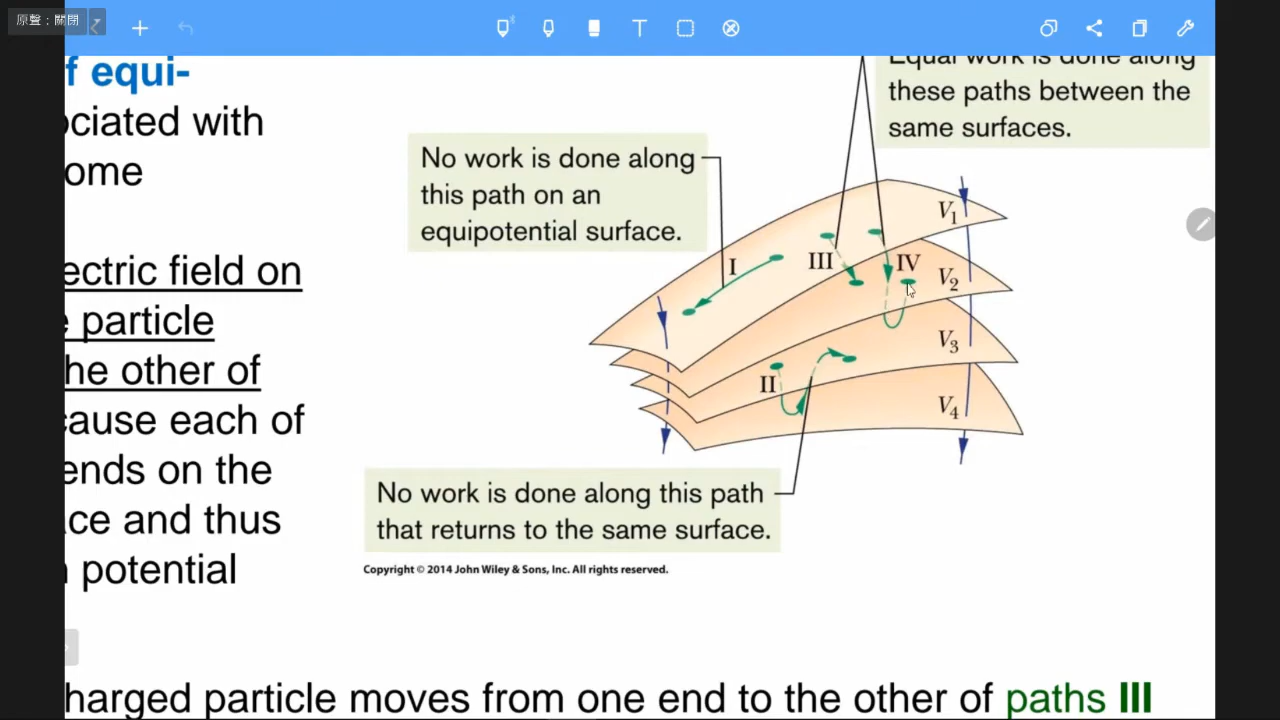 原聲：關閉
T
f equi-
ociated with
ome
ectric field on
e particle
he other of
cause each of
ends on the
ace and thus
potential
Equal work is done along
these paths between the
same surfaces.
No work is done along
this path on an
equipotential surface.
I
III
IV
II
V1
V2
V3
V4
No work is done along this path
that returns to the same surface.
Copyright © 2014 John Wiley & Sons, Inc. All rights reserved.
harged particle moves from one end to the other of paths III